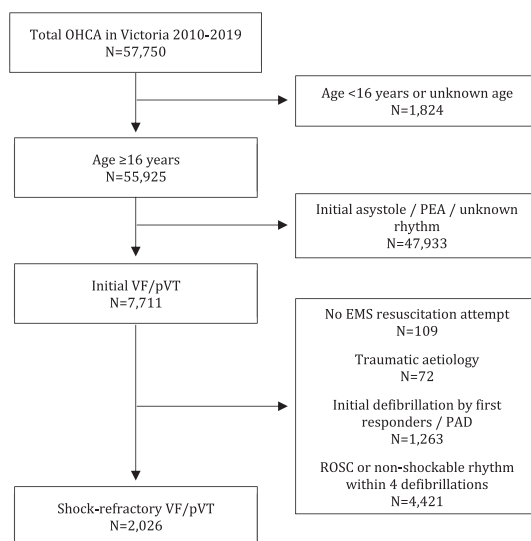 Total OHCA in Victoria 2010-2019
N=57,750
Age <16 years or unknown age
N=1,824
Age ≥16 years
N=55,925
Initial asystole / PEA / unknown
rhythm
N=47,933
Initial VF/pVT
N=7,711
No EMS resuscitation attempt
N=109
Traumatic aetiology
N=72
Initial defibrillation by first
responders / PAD
N=1,263
ROSC or non-shockable rhythm
within 4 defibrillations
N=4,421
Shock-refractory VF/pVT
N=2,026